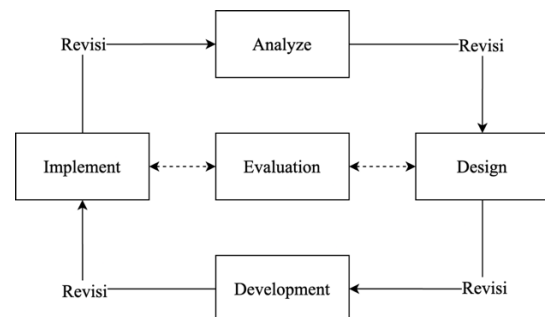 Revisi
Analyze
Revisi
Implement
Evaluation
Design
Revisi
Development
Revisi